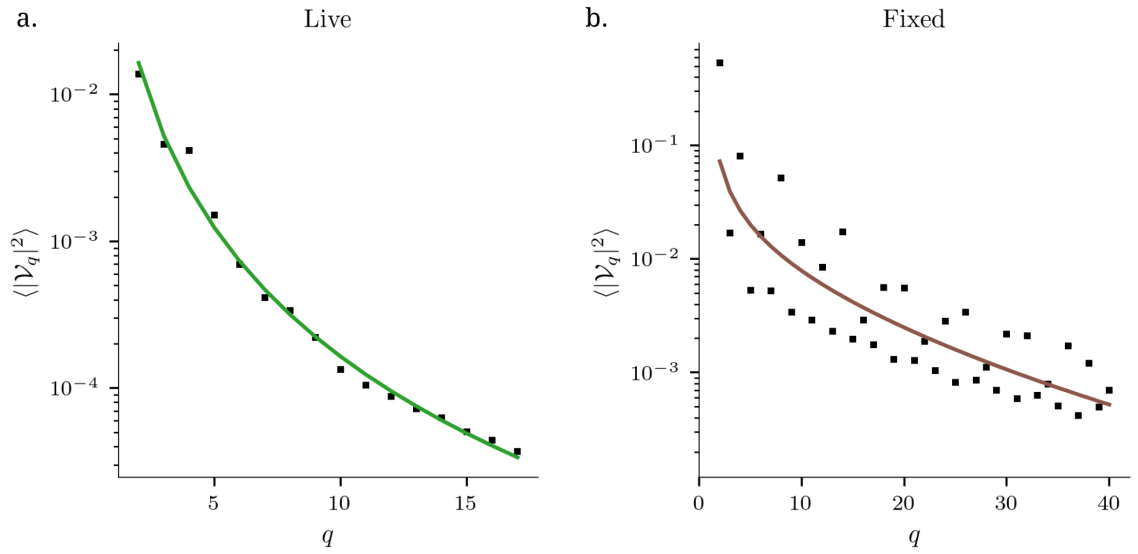 a.
Live
10⁻²
10⁻³
10⁻⁴
⟨|𝒱_q|²⟩
5
10
15
q
b.
Fixed
10⁻¹
10⁻²
10⁻³
⟨|𝒱_q|²⟩
0
10
20
30
40
q